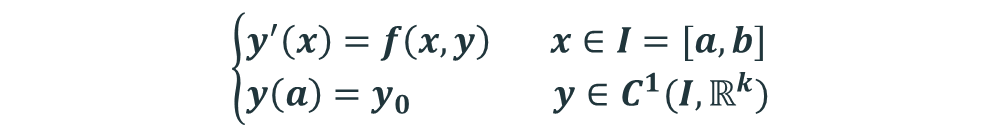 y′(x) = f(x, y) x ∈ I = [a, b]
y(a) = y₀ y ∈ C¹(I, ℝᵏ)